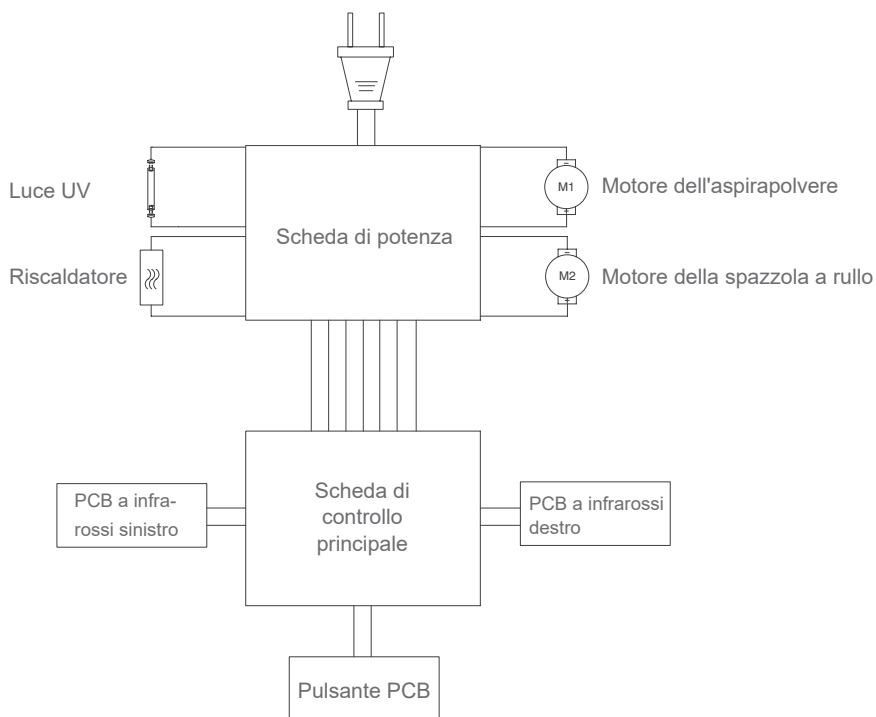 Luce UV
M1
Motore dell'aspirapolvere
Scheda di potenza
Riscaldatore
M2
Motore della spazzola a rullo
PCB a infra-
rossi sinistro
Scheda di
controllo
principale
PCB a infrarossi
destro
Pulsante PCB